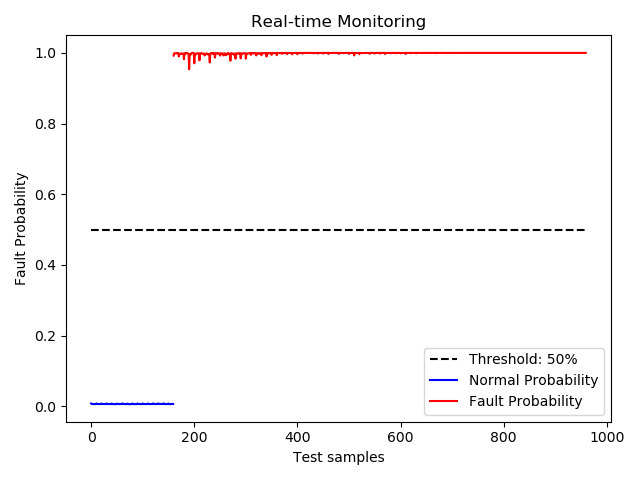 Real-time Monitoring
1.0
0.8
0.6
0.4
0.2
0.0
Fault Probability
Threshold: 50%
Normal Probability
Fault Probability
0 200 400 600 800 1000
Test samples